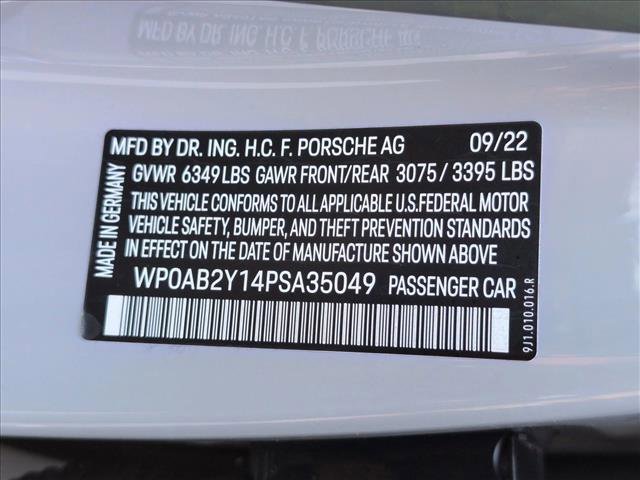 MFD BY DR. ING. H.C. F. PORSCHE AG 09/22
GVWR 6349 LBS GAWR FRONT/REAR 3075 / 3395 LBS
THIS VEHICLE CONFORMS TO ALL APPLICABLE U.S.FEDERAL MOTOR
VEHICLE SAFETY, BUMPER, AND THEFT PREVENTION STANDARDS
IN EFFECT ON THE DATE OF MANUFACTURE SHOWN ABOVE
WP0AB2Y14PSA35049 PASSENGER CAR
MADE IN GERMANY
9J1.010.016.R